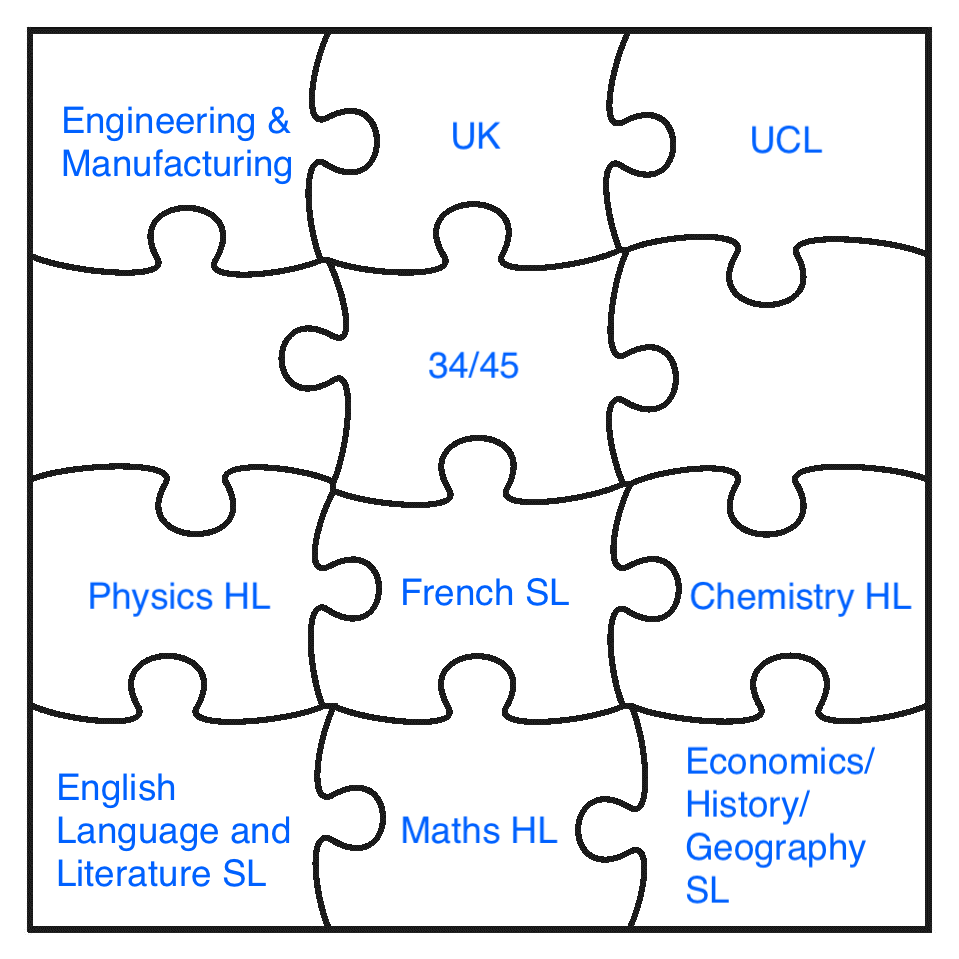 Engineering &
Manufacturing
UK
UCL
34/45
Physics HL
French SL
Chemistry HL
English
Language and
Literature SL
Maths HL
Economics/
History/
Geography
SL